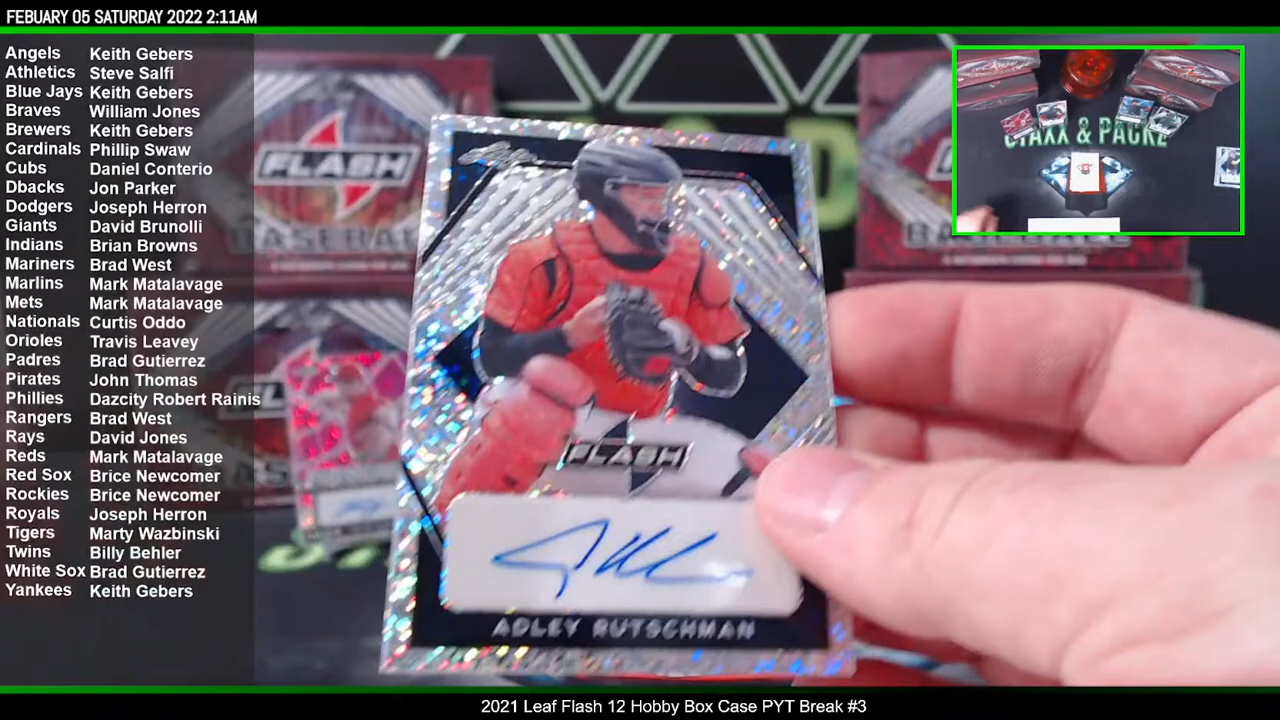 FEBUARY 05 SATURDAY 2022 2:11AM
Angels Keith Gebers
Athletics Steve Salfi
Blue Jays Keith Gebers
Braves William Jones
Brewers Keith Gebers
Cardinals Phillip Swaw
Cubs Daniel Conterio
Dbacks Jon Parker
Dodgers Joseph Herron
Giants David Brunolli
Indians Brian Browns
Mariners Brad West
Marlins Mark Matalavage
Mets Mark Matalavage
Nationals Curtis Oddo
Orioles Travis Leavey
Padres Brad Gutierrez
Pirates John Thomas
Phillies Dazcity Robert Rainis
Rangers Brad West
Rays David Jones
Reds Mark Matalavage
Red Sox Brice Newcomer
Rockies Brice Newcomer
Royals Joseph Herron
Tigers Marty Wazbinski
Twins Billy Behler
White Sox Brad Gutierrez
Yankees Keith Gebers
FLASH
FLASH
ADLEY RUTSCHMAN
2021 Leaf Flash 12 Hobby Box Case PYT Break #3